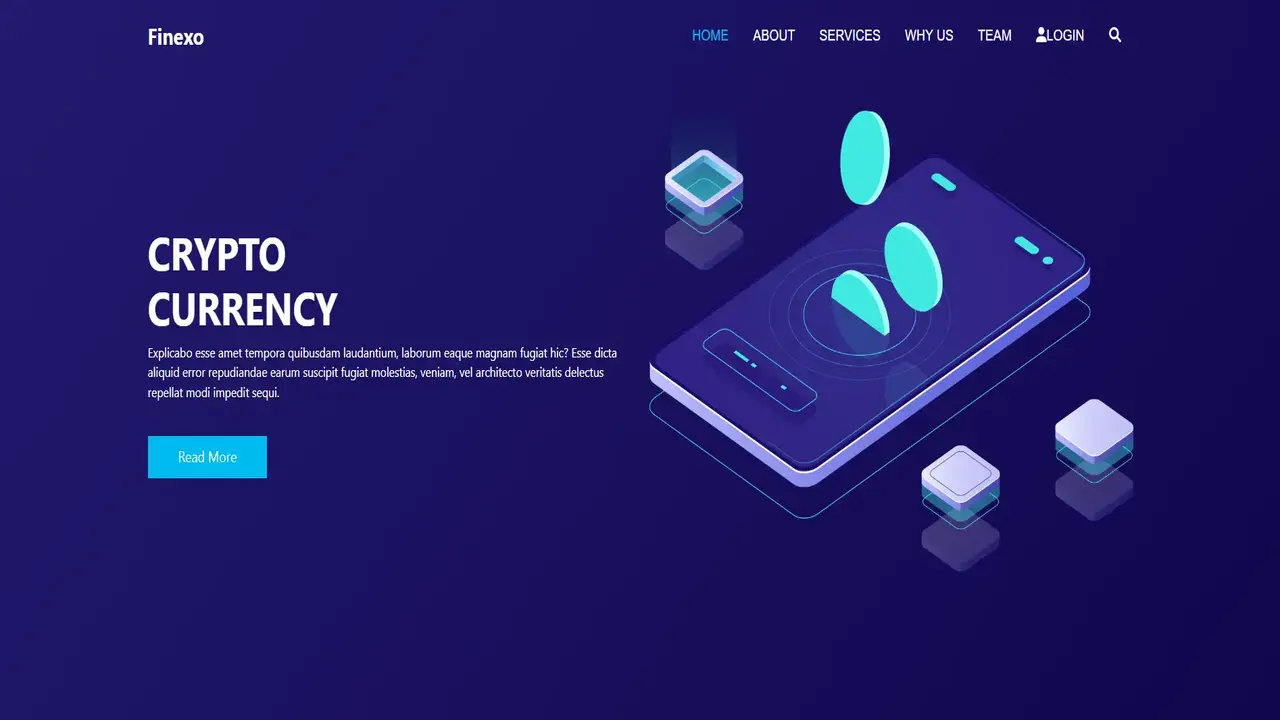 Finexo
HOME ABOUT SERVICES WHY US TEAM LOGIN
CRYPTO
CURRENCY
Explicabo esse amet tempora quibusdam laudantium, laborum eaque magnam fugiat hic? Esse dicta
aliquid error repudiandae earum suscipit fugiat molestias, veniam, vel architecto veritatis delectus
repellat modi impedit sequi.
Read More